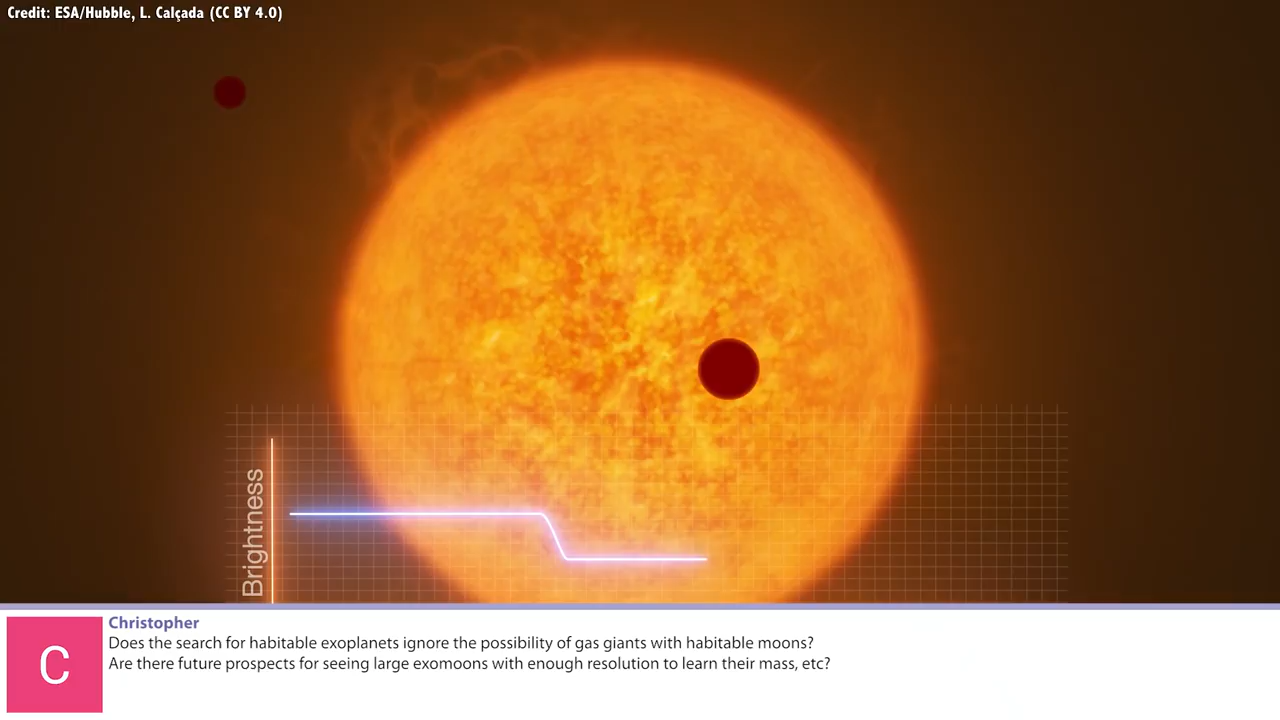 Credit: ESA/Hubble, L. Calçada (CC BY 4.0)
Brightness
C
Christopher
Does the search for habitable exoplanets ignore the possibility of gas giants with habitable moons?
Are there future prospects for seeing large exomoons with enough resolution to learn their mass, etc?